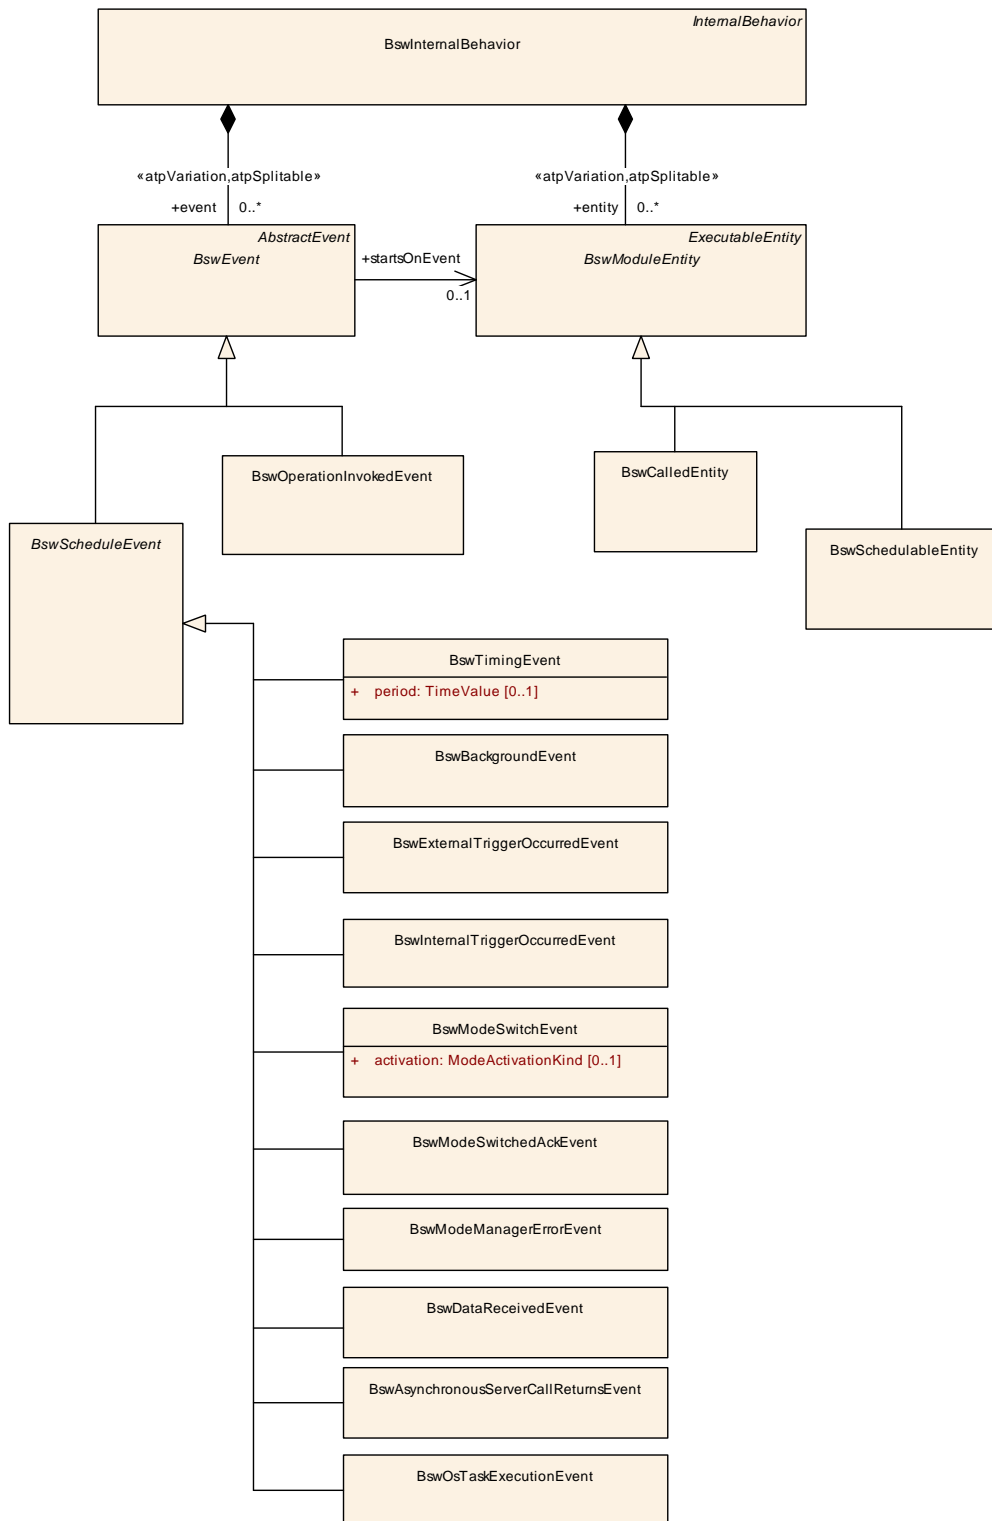 InternalBehavior
BswInternalBehavior
«atpVariation,atpSplitable»
«atpVariation,atpSplitable»
+event 0..*
+entity 0..*
AbstractEvent
BswEvent
+startsOnEvent
0..1
ExecutableEntity
BswModuleEntity
BswOperationInvokedEvent
BswCalledEntity
BswScheduleEvent
BswSchedulableEntity
BswTimingEvent
+ period: TimeValue [0..1]
BswBackgroundEvent
BswExternalTriggerOccurredEvent
BswInternalTriggerOccurredEvent
BswModeSwitchEvent
+ activation: ModeActivationKind [0..1]
BswModeSwitchedAckEvent
BswModeManagerErrorEvent
BswDataReceivedEvent
BswAsynchronousServerCallReturnsEvent
BswOsTaskExecutionEvent